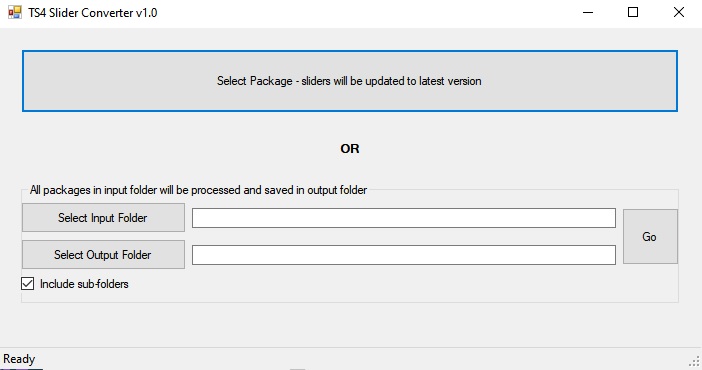 TS4 Slider Converter v1.0
Select Package - sliders will be updated to latest version
OR
All packages in input folder will be processed and saved in output folder
Select Input Folder
Go
Select Output Folder
Include sub-folders
Ready